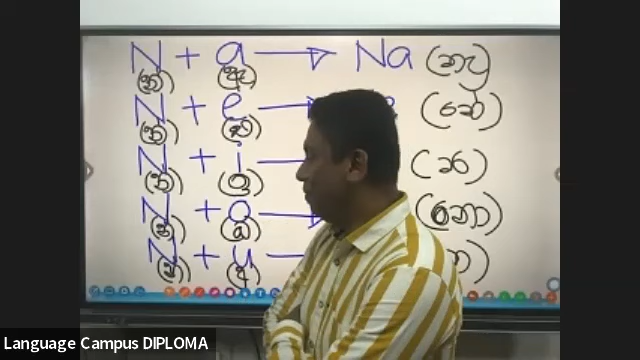 N + a → Na (නැ)
(න්) (ඇ)
N + e → (නෙ)
(න්) (එ)
N + i → (නි)
(න්) (ඉ)
N + o → (නො)
(න්)
N + u →
(න්)
Language Campus DIPLOMA